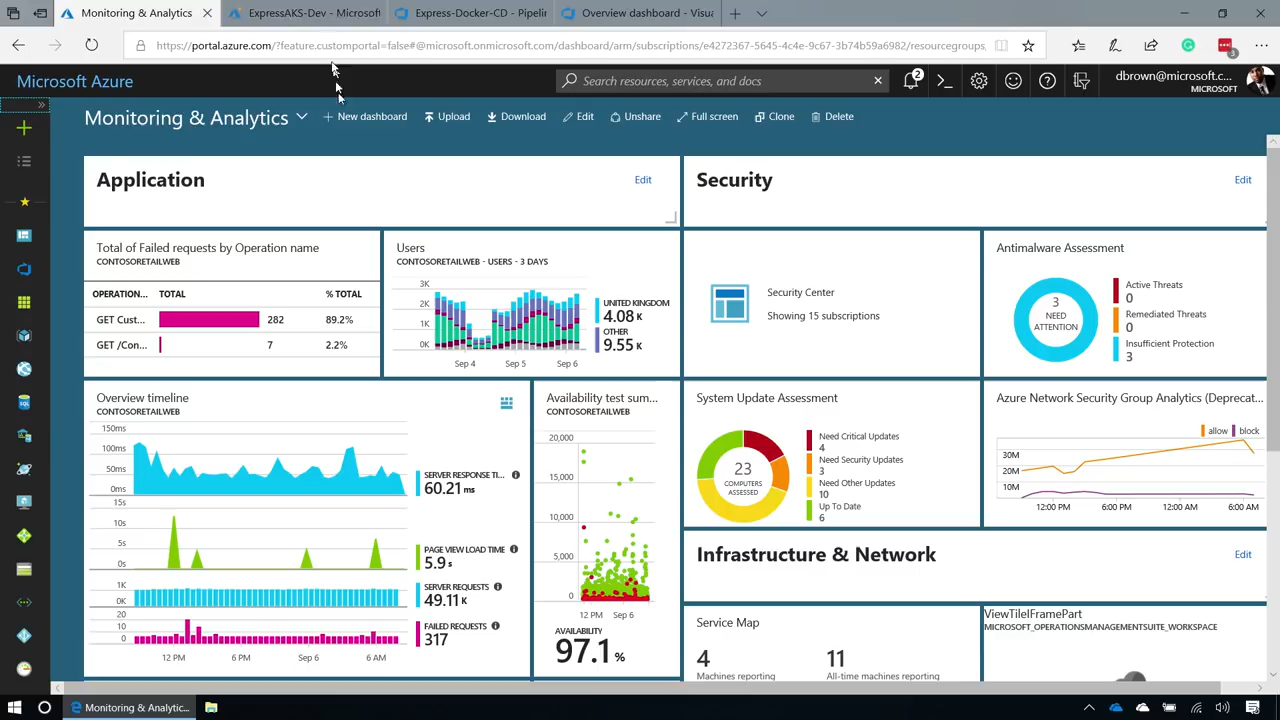 Monitoring & Analytics
ExpressAKS-Dev - Microsoft
Express-Docker-CD - Pipelin
Overview dashboard - Visua
https://portal.azure.com/?feature.customportal=false#@microsoft.onmicrosoft.com/dashboard/arm/subscriptions/e4272367-5645-4c4e-9c67-3b74b59a6982/resourcegroups,
3
Microsoft Azure
Search resources, services, and docs
2
dbrown@microsoft.c...
MICROSOFT
Monitoring & Analytics
New dashboard
Upload
Download
Edit
Unshare
Full screen
Clone
Delete
Application
Edit
Security
Edit
Total of Failed requests by Operation name
CONTOSORETAILWEB
OPERATION... TOTAL % TOTAL
GET Cust... 282 89.2%
GET /Con... 7 2.2%
Users
CONTOSORETAILWEB - USERS - 3 DAYS
3K
2K
1K
0K
Sep 4 Sep 5 Sep 6
UNITED KINGDOM
4.08 K
OTHER
9.55 K
Security Center
Showing 15 subscriptions
Antimalware Assessment
3
NEED
ATTENTION
Active Threats
0
Remediated Threats
0
Insufficient Protection
3
Overview timeline
CONTOSORETAILWEB
150ms
100ms
50ms
0ms
15s
10s
5s
0s
1K
0K
20
10
0
12 PM 6 PM Sep 6 6 AM
SERVER RESPONSE TI...
60.21 ms
PAGE VIEW LOAD TIME
5.9 s
SERVER REQUESTS
49.11 K
FAILED REQUESTS
317
Availability test sum...
CONTOSORETAILWEB
20,000
15,000
10,000
5,000
0
12 PM Sep 6
AVAILABILITY
97.1 %
System Update Assessment
23
COMPUTERS
ASSESSED
Need Critical Updates
4
Need Security Updates
3
Need Other Updates
10
Up To Date
6
Azure Network Security Group Analytics (Deprecat...
allow block
30M
20M
10M
12:00 PM 6:00 PM 12:00 AM 6:00 AM
Infrastructure & Network
Edit
Service Map
4
Machines reporting
11
All-time machines reporting
ViewTileIFramePart
MICROSOFT_OPERATIONSMANAGEMENTSUITE_WORKSPACE
Monitoring & Analytic...